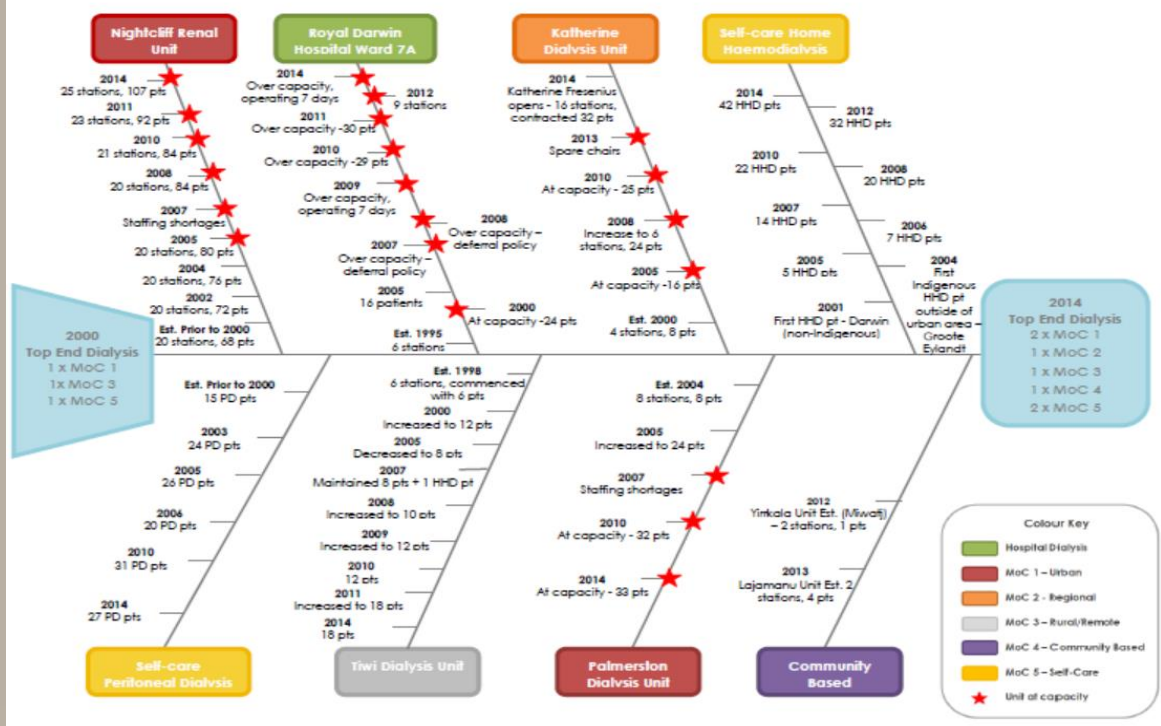 Nightcliff Renal
Unit
2014
25 stations, 107 pts
2011
23 stations, 92 pts
2010
21 stations, 84 pts
2008
20 stations, 84 pts
2007
Staffing shortages
2005
20 stations, 80 pts
2004
20 stations, 76 pts
2002
20 stations, 72 pts
Est. Prior to 2000
20 stations, 68 pts
Royal Darwin
Hospital Ward 7A
2014
Over capacity,
operating 7 days
2012
9 stations
2011
Over capacity -30 pts
2010
Over capacity -29 pts
2009
Over capacity,
operating 7 days
2008
Over capacity –
deferral policy
2007
Over capacity –
deferral policy
2005
16 patients
2000
At capacity -24 pts
Est. 1995
6 stations
Katherine
Dialysis Unit
2014
Katherine Fresenius
opens - 16 stations,
contracted 32 pts
2013
Spare chairs
2010
At capacity - 25 pts
2008
Increase to 6
stations, 24 pts
2005
At capacity -16 pts
Est. 2000
4 stations, 8 pts
Self-care Home
Haemodialysis
2014
42 HHD pts
2012
32 HHD pts
2010
22 HHD pts
2008
20 HHD pts
2007
14 HHD pts
2006
7 HHD pts
2005
5 HHD pts
2004
First
Indigenous
HHD pt
outside of
urban area –
Groote
Eylandt
2001
First HHD pt - Darwin
(non-Indigenous)
2000
Top End Dialysis
1 x MoC 1
1x MoC 3
1 x MoC 5
2014
Top End Dialysis
2 x MoC 1
1 x MoC 2
1 x MoC 3
1 x MoC 4
2 x MoC 5
Est. Prior to 2000
15 PD pts
2003
24 PD pts
2005
26 PD pts
2006
20 PD pts
2010
31 PD pts
2014
27 PD pts
Self-care
Peritoneal Dialysis
Est. 1998
6 stations, commenced
with 6 pts
2000
Increased to 12 pts
2005
Decreased to 8 pts
2007
Maintained 8 pts + 1 HHD pt
2008
Increased to 10 pts
2009
Increased to 12 pts
2010
12 pts
2011
Increased to 18 pts
2014
18 pts
Tiwi Dialysis Unit
Est. 2004
8 stations, 8 pts
2005
Increased to 24 pts
2007
Staffing shortages
2010
At capacity - 32 pts
2014
At capacity - 33 pts
Palmerston
Dialysis Unit
2012
Yirrkala Unit Est. (Miwatj)
– 2 stations, 1 pts
2013
Lajamanu Unit Est. 2
stations, 4 pts
Community
Based
Colour Key
Hospital Dialysis
MoC 1 – Urban
MoC 2 - Regional
MoC 3 – Rural/Remote
MoC 4 – Community Based
MoC 5 – Self-Care
Unit at capacity